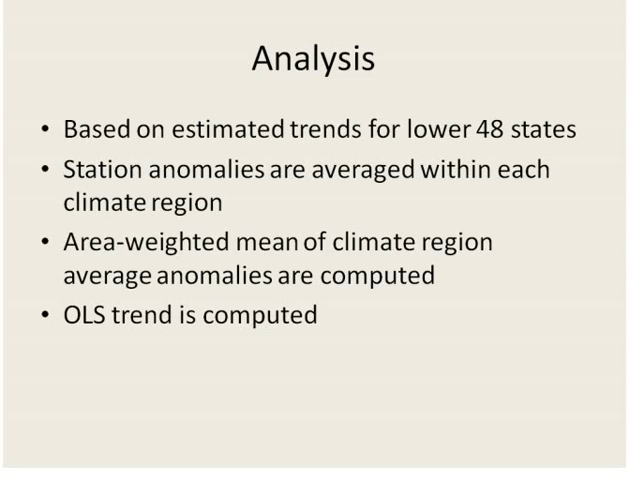 Analysis
• Based on estimated trends for lower 48 states
• Station anomalies are averaged within each
climate region
• Area-weighted mean of climate region
average anomalies are computed
• OLS trend is computed